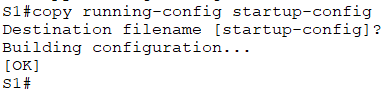 S1#copy running-config startup-config
Destination filename [startup-config]?
Building configuration...
[OK]
S1#